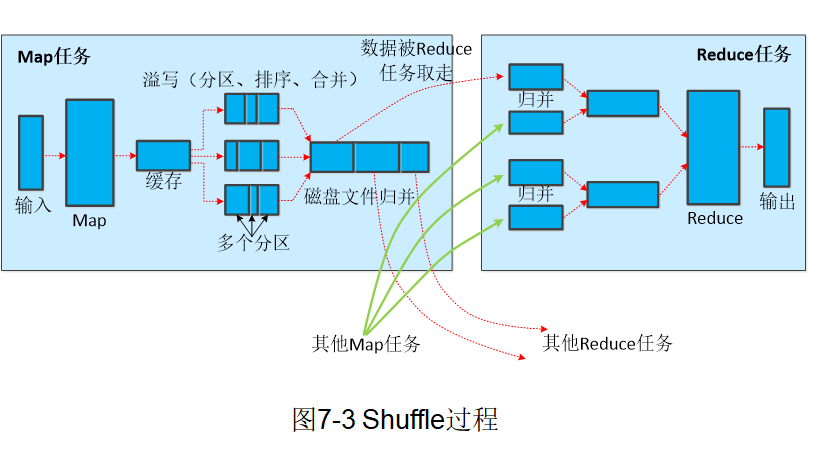 Map任务
溢写（分区、排序、合并）
输入
Map
缓存
多个分区
磁盘文件归并
数据被Reduce
任务取走
Reduce任务
归并
归并
Reduce
输出
其他Map任务
其他Reduce任务
图7-3 Shuffle过程